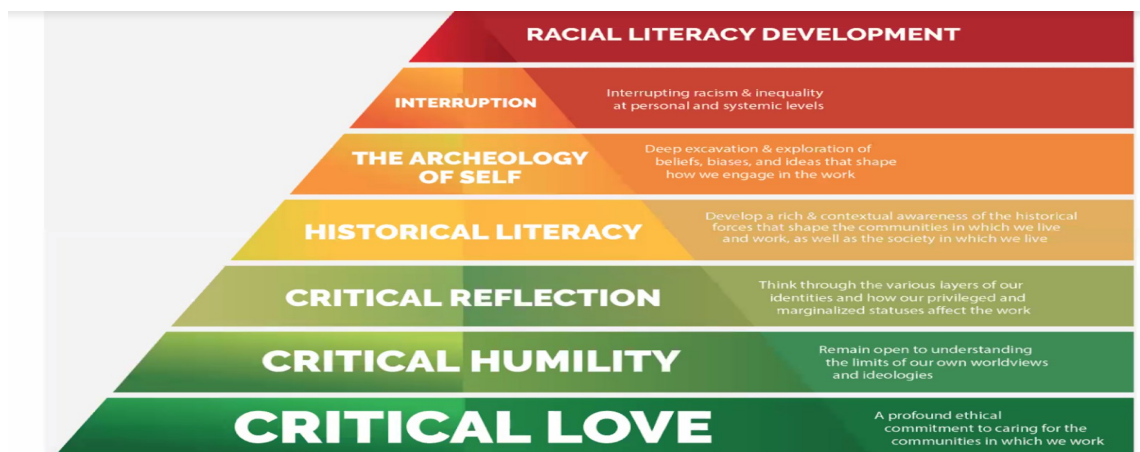 RACIAL LITERACY DEVELOPMENT
INTERRUPTION
Interrupting racism & inequality
at personal and systemic levels
THE ARCHEOLOGY
OF SELF
Deep excavation & exploration of
beliefs, biases, and ideas that shape
how we engage in the work
HISTORICAL LITERACY
Develop a rich & contextual awareness of the historical
forces that shape the communities in which we live
and work, as well as the society in which we live
CRITICAL REFLECTION
Think through the various layers of our
identities and how our privileged and
marginalized statuses affect the work
CRITICAL HUMILITY
Remain open to understanding
the limits of our own worldviews
and ideologies
CRITICAL LOVE
A profound ethical
commitment to caring for the
communities in which we work